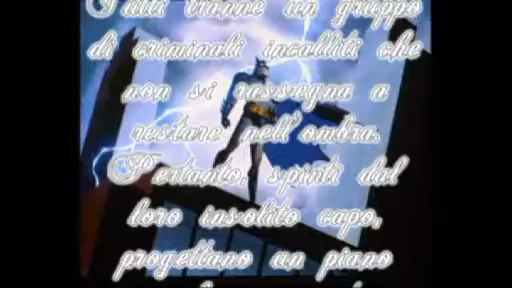 Tutti tranne un gruppo
di criminali incalliti che
non si rassegna a
restare nell'ombra.
Pertanto, spinti dal
loro insolito capo,
progettano un piano